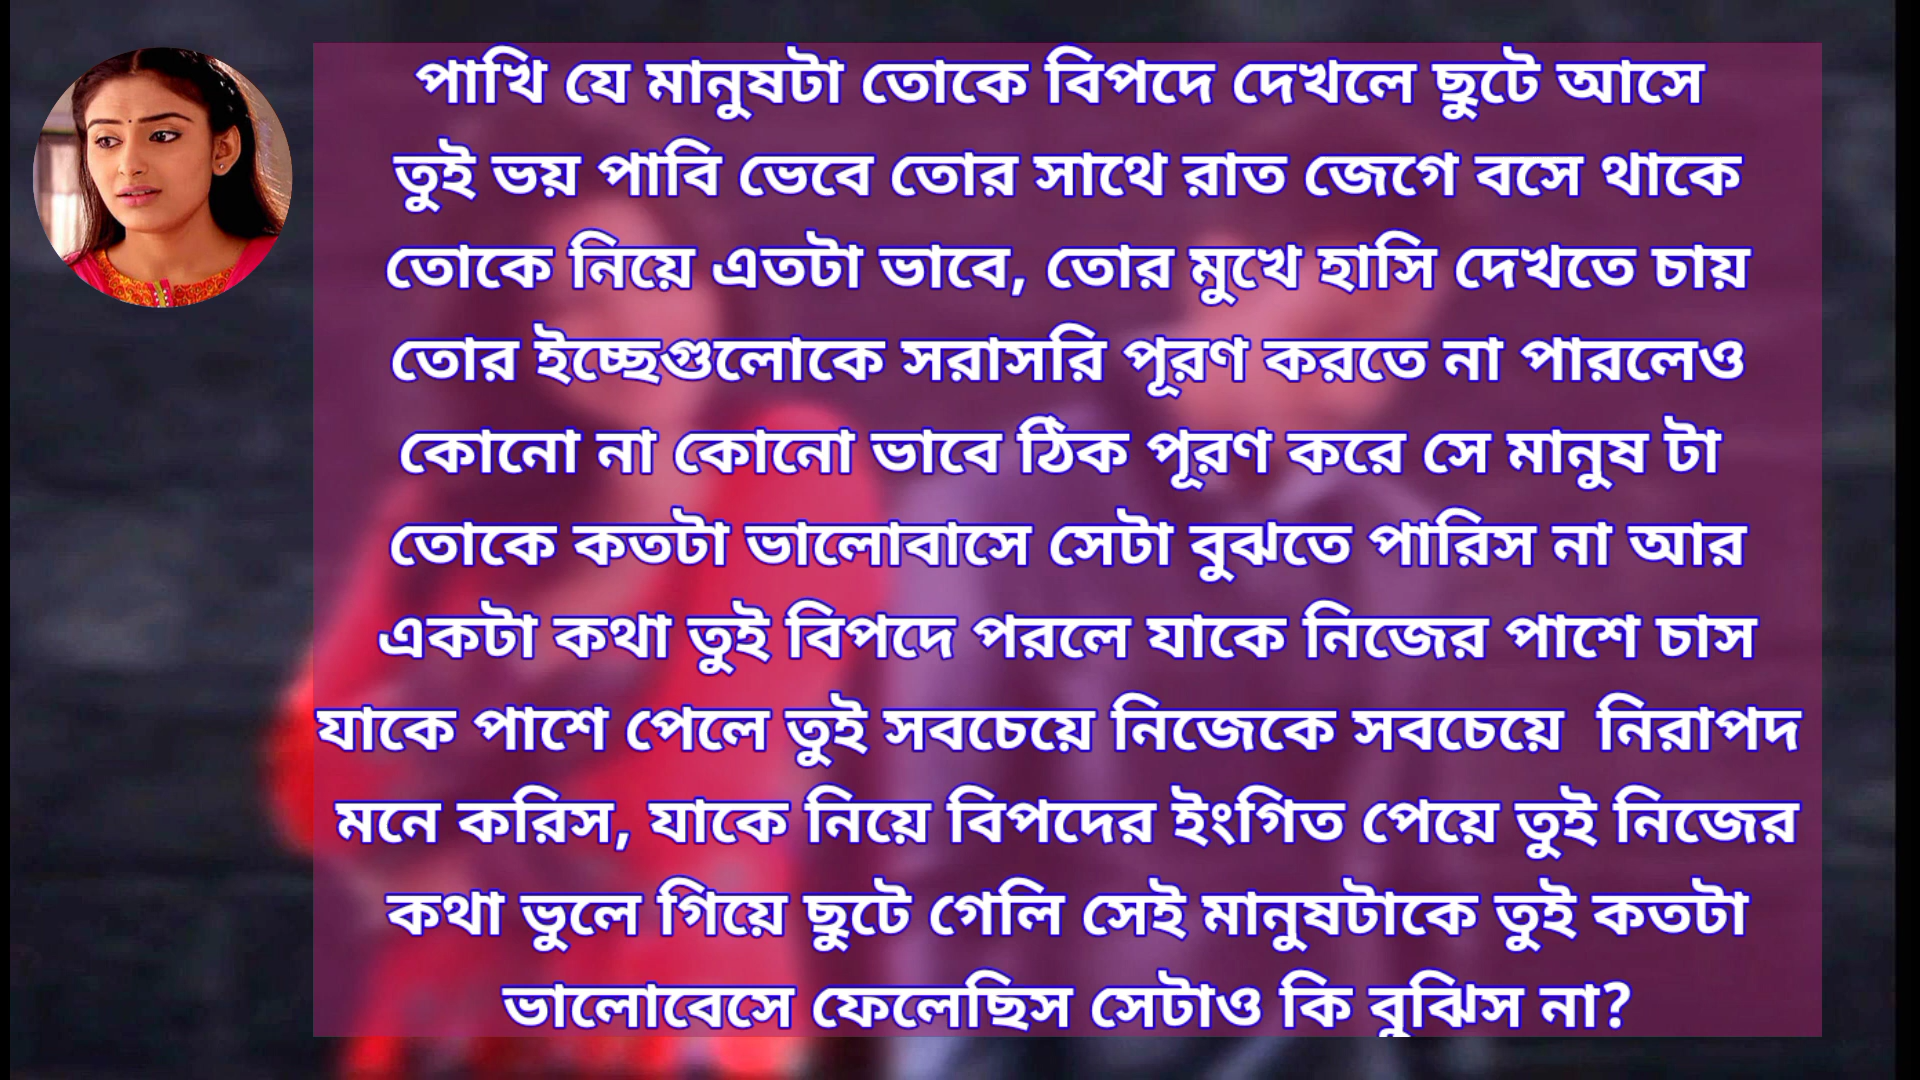 পাখি যে মানুষটা তোকে বিপদে দেখলে ছুটে আসে
তুই ভয় পাবি ভেবে তোর সাথে রাত জেগে বসে থাকে
তোকে নিয়ে এতটা ভাবে, তোর মুখে হাসি দেখতে চায়
তোর ইচ্ছেগুলোকে সরাসরি পূরণ করতে না পারলেও
কোনো না কোনো ভাবে ঠিক পূরণ করে সে মানুষ টা
তোকে কতটা ভালোবাসে সেটা বুঝতে পারিস না আর
একটা কথা তুই বিপদে পরলে যাকে নিজের পাশে চাস
যাকে পাশে পেলে তুই সবচেয়ে নিজেকে সবচেয়ে  নিরাপদ
মনে করিস, যাকে নিয়ে বিপদের ইংগিত পেয়ে তুই নিজের
কথা ভুলে গিয়ে ছুটে গেলি সেই মানুষটাকে তুই কতটা
ভালোবেসে ফেলেছিস সেটাও কি বুঝিস না?